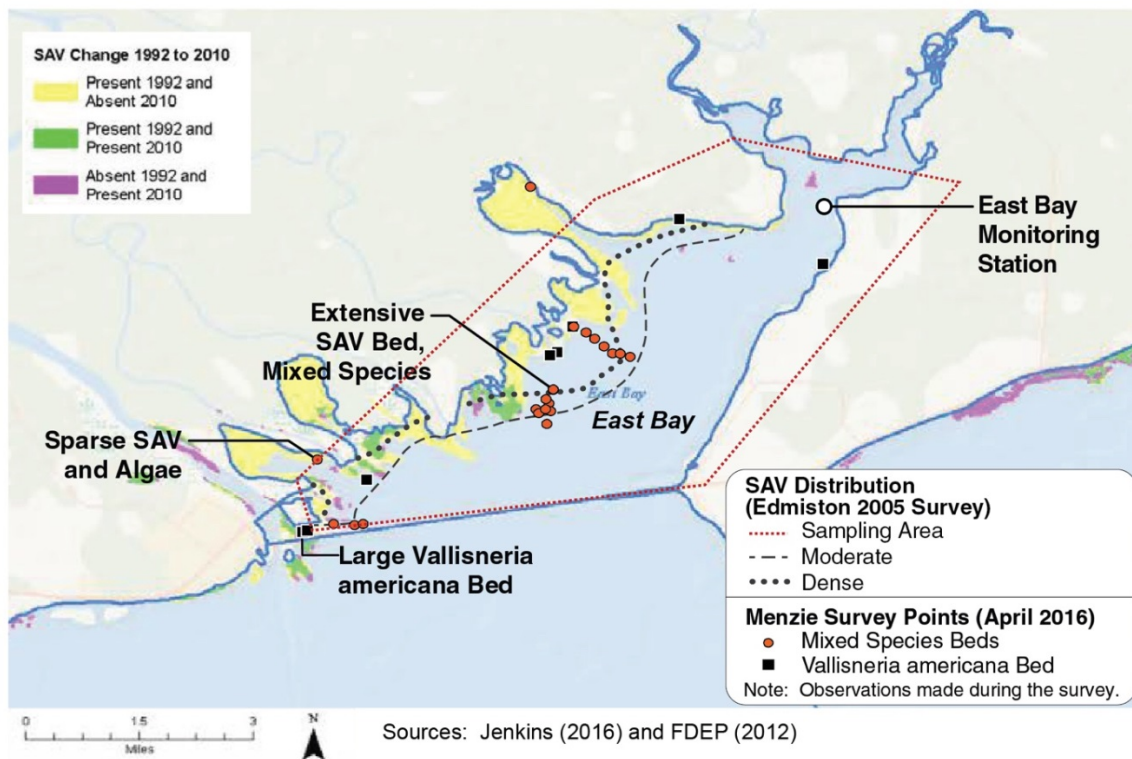 SAV Change 1992 to 2010
Present 1992 and
Absent 2010
Present 1992 and
Present 2010
Absent 1992 and
Present 2010
East Bay
Monitoring
Station
Extensive
SAV Bed,
Mixed Species
East Bay
East Bay
Sparse SAV
and Algae
Large Vallisneria
americana Bed
SAV Distribution
(Edmiston 2005 Survey)
Sampling Area
Moderate
Dense
Menzie Survey Points (April 2016)
Mixed Species Beds
Vallisneria americana Bed
Note: Observations made during the survey.
0 1.5 3
Miles
N
Sources: Jenkins (2016) and FDEP (2012)